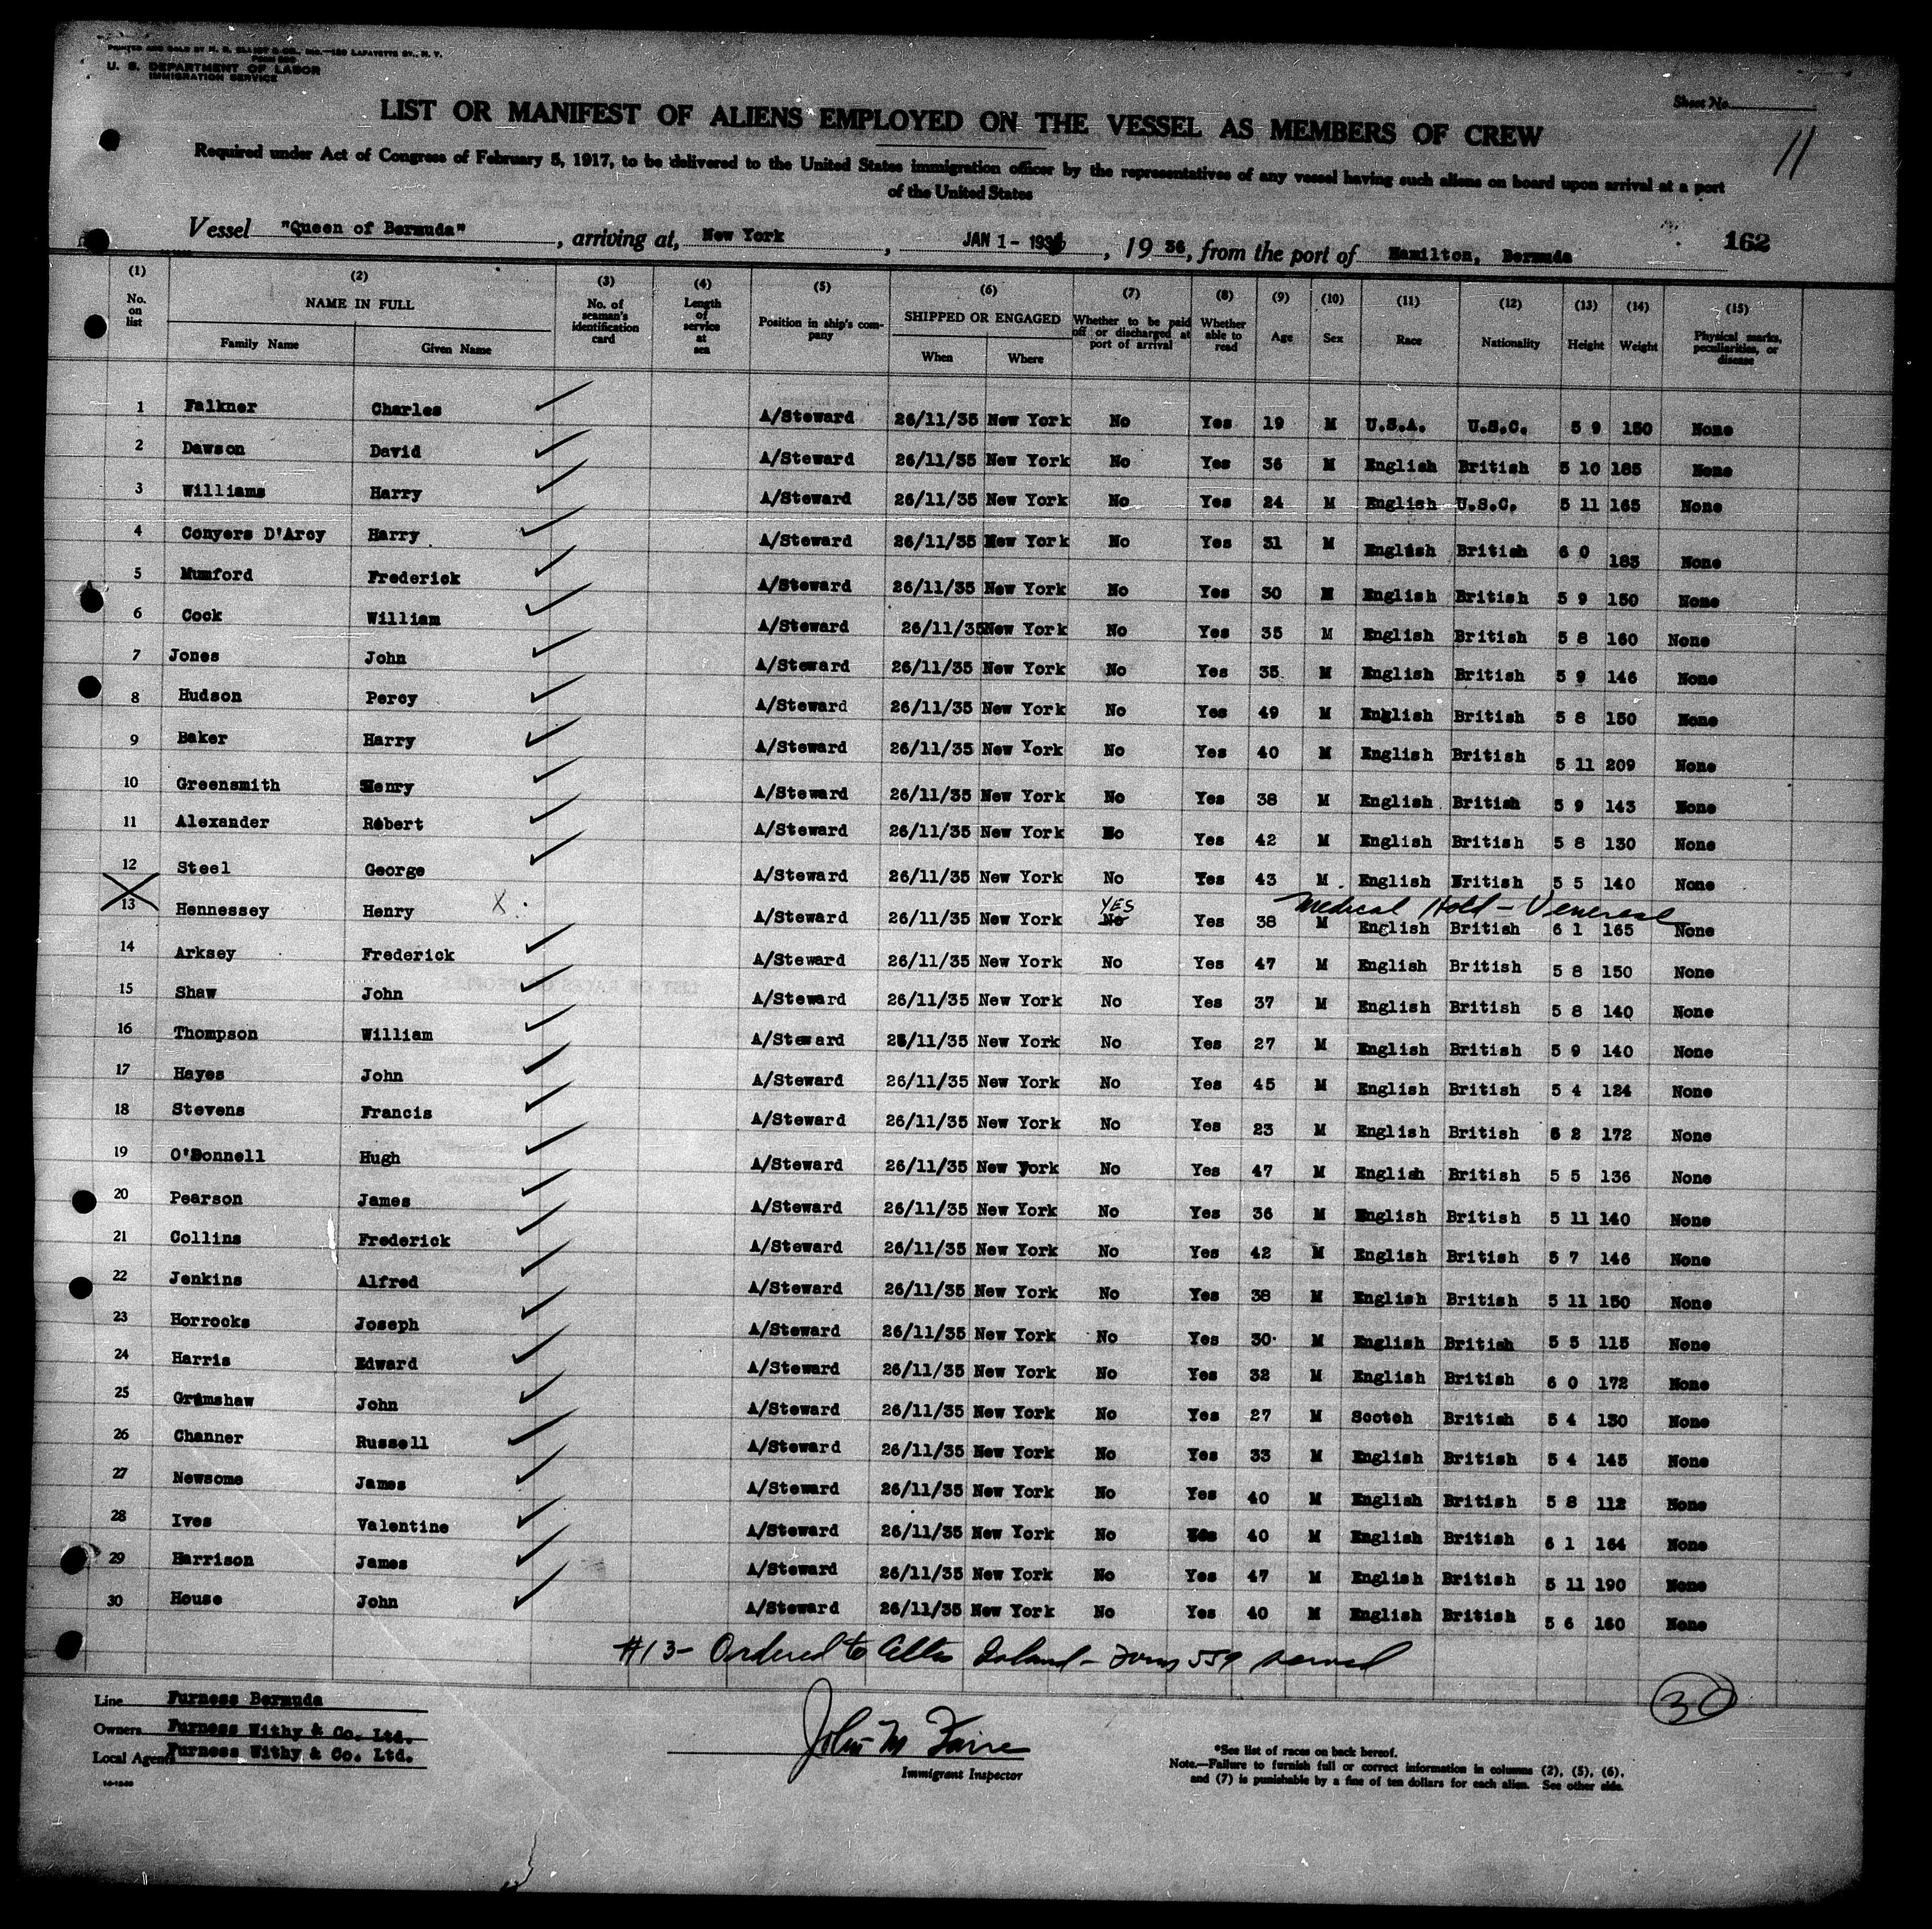 PRINTED AND SOLD BY M. B. CO., INC.—120 LAFAYETTE ST., N. Y.
U. S. DEPARTMENT OF LABOR
IMMIGRATION SERVICE
Sheet No.
LIST OR MANIFEST OF ALIENS EMPLOYED ON THE VESSEL AS MEMBERS OF CREW
11
Required under Act of Congress of February 5, 1917, to be delivered to the United States immigration officer by the representatives of any vessel having such aliens on board upon arrival at a port
of the United States
Vessel "Queen of Bermuda", arriving at, New York, JAN 1 - 1936, 19 36, from the port of Hamilton, Bermuda 162
(1) (2) (3) (4) (5) (6) (7) (8) (9) (10) (11) (12) (13) (14) (15)
No. on list NAME IN FULL Family Name Given Name No. of seaman's identification card Length of service at sea Position in ship's company SHIPPED OR ENGAGED When Where Whether to be paid off or discharged at port of arrival Whether able to read Age Sex Race Nationality Height Weight Physical marks, peculiarities, or disease
1 Falkner Charles A/Steward 26/11/35 New York No Yes 19 M U.S.A. U.S.C. 5 9 150 None
2 Dawson David A/Steward 26/11/35 New York No Yes 36 M English British 5 10 185 None
3 Williams Harry A/Steward 26/11/35 New York No Yes 24 M English U.S.C. 5 11 165 None
4 Conyers D'Arcy Harry A/Steward 26/11/35 New York No Yes 31 M English British 6 0 183 None
5 Mumford Frederick A/Steward 26/11/35 New York No Yes 30 M English British 5 9 150 None
6 Cock William A/Steward 26/11/35 New York No Yes 35 M English British 5 8 160 None
7 Jones John A/Steward 26/11/35 New York No Yes 35 M English British 5 9 146 None
8 Hudson Percy A/Steward 26/11/35 New York No Yes 49 M English British 5 8 150 None
9 Baker Harry A/Steward 26/11/35 New York No Yes 40 M English British 5 11 209 None
10 Greensmith Henry A/Steward 26/11/35 New York No Yes 38 M English British 5 9 143 None
11 Alexander Robert A/Steward 26/11/35 New York No Yes 42 M English British 5 8 130 None
12 Steel George A/Steward 26/11/35 New York No Yes 43 M English British 5 5 140 None
YES Medical Hold - Venereal
13 Hennessey Henry X A/Steward 26/11/35 New York No Yes 38 M English British 6 1 165 None
14 Arksey Frederick A/Steward 26/11/35 New York No Yes 47 M English British 5 8 150 None
15 Shaw John A/Steward 26/11/35 New York No Yes 37 M English British 5 8 140 None
16 Thompson William A/Steward 26/11/35 New York No Yes 27 M English British 5 9 140 None
17 Hayes John A/Steward 26/11/35 New York No Yes 45 M English British 5 4 124 None
18 Stevens Francis A/Steward 26/11/35 New York No Yes 23 M English British 6 2 172 None
19 O'Donnell Hugh A/Steward 26/11/35 New York No Yes 47 M English British 5 5 136 None
20 Pearson James A/Steward 26/11/35 New York No Yes 36 M English British 5 11 140 None
21 Collins Frederick A/Steward 26/11/35 New York No Yes 42 M English British 5 7 146 None
22 Jenkins Alfred A/Steward 26/11/35 New York No Yes 38 M English British 5 11 150 None
23 Horrocks Joseph A/Steward 26/11/35 New York No Yes 30 M English British 5 5 115 None
24 Harris Edward A/Steward 26/11/35 New York No Yes 32 M English British 6 0 172 None
25 Grimshaw John A/Steward 26/11/35 New York No Yes 27 M Scotch British 5 4 130 None
26 Channer Russell A/Steward 26/11/35 New York No Yes 33 M English British 5 4 145 None
27 Newsome James A/Steward 26/11/35 New York No Yes 40 M English British 5 8 112 None
28 Ives Valentine A/Steward 26/11/35 New York No Yes 40 M English British 6 1 164 None
29 Harrison James A/Steward 26/11/35 New York No Yes 47 M English British 5 11 190 None
30 House John A/Steward 26/11/35 New York No Yes 40 M English British 5 6 160 None
#13- Ordered to Ellis Island - Form 559 served
30
Line Furness Bermuda
Owners Furness Withy & Co. Ltd.
Local Agents Furness Withy & Co. Ltd.
John M
Immigrant Inspector
*See list of races on back hereof.
Note.—Failure to furnish full or correct information in columns (2), (5), (6),
and (7) is punishable by a fine of ten dollars for each alien. See other side.